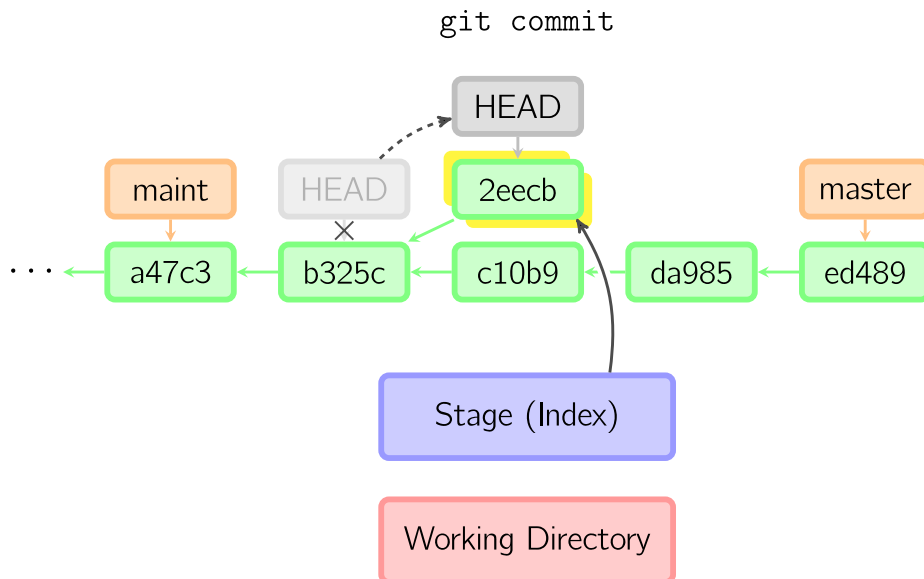 git commit
HEAD
maint HEAD 2eecb master
··· a47c3 b325c c10b9 da985 ed489
Stage (Index)
Working Directory